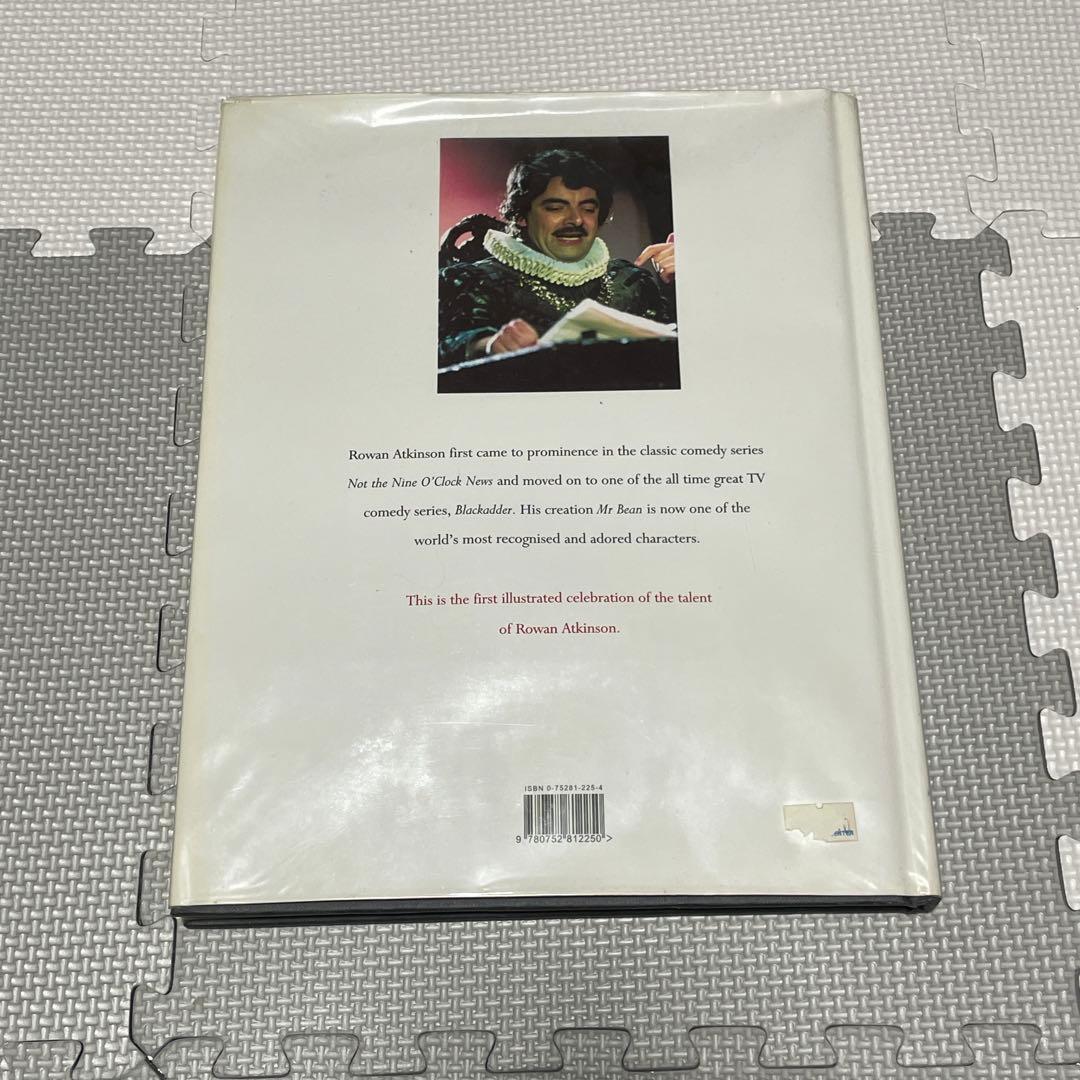 Rowan Atkinson first came to prominence in the classic comedy series
Not the Nine O'Clock News and moved on to one of the all time great TV
comedy series, Blackadder. His creation Mr Bean is now one of the
world's most recognised and adored characters.
This is the first illustrated celebration of the talent
of Rowan Atkinson.
ISBN 0-75281-225-4
9 780752 812250 >